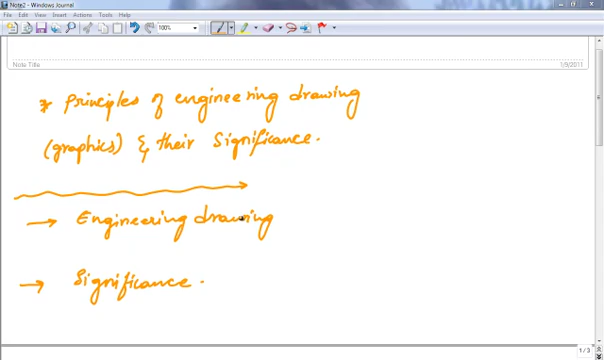 Note2 - Windows Journal
File Edit View Insert Actions Tools Help
100%
Note Title
1/9/2011
* Principles of engineering drawing
(graphics) & their Significance.
→ Engineering drawing
→ Significance.
1 / 3